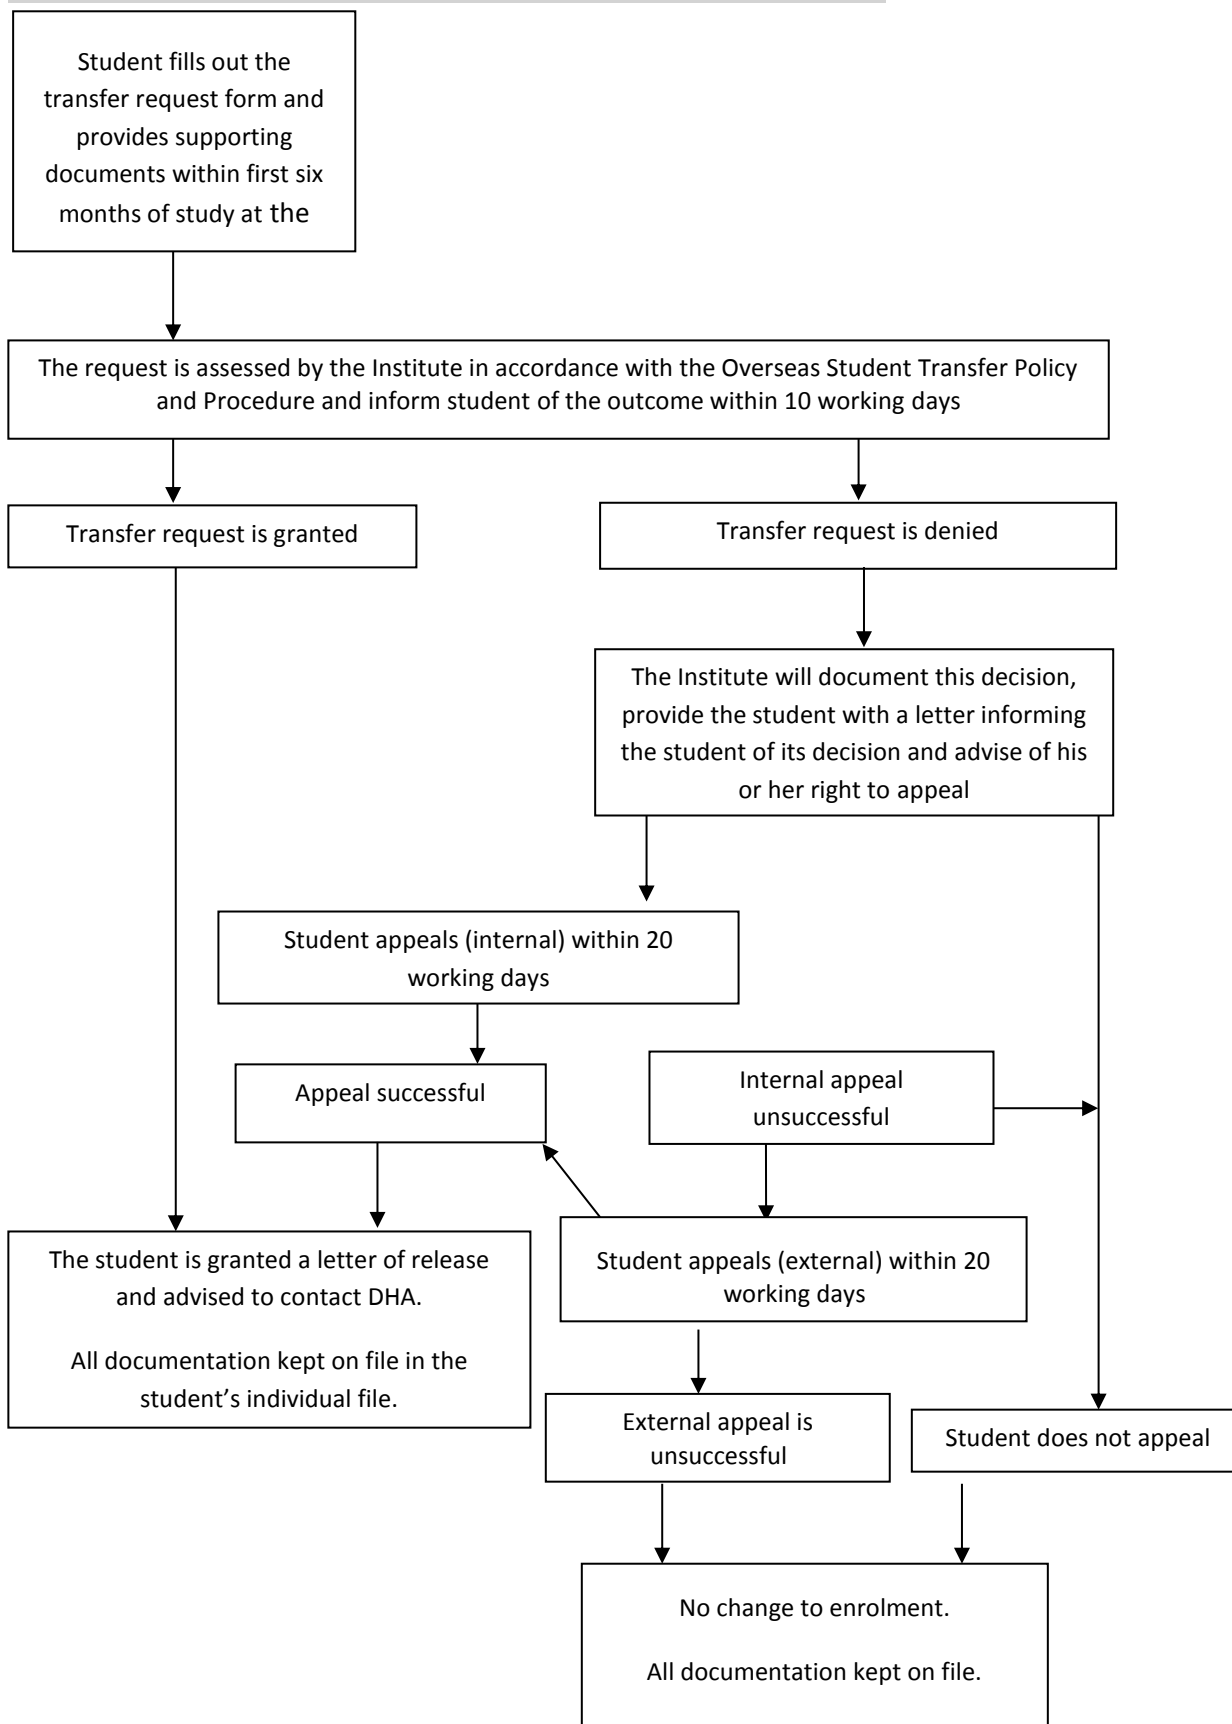 Student fills out the
transfer request form and
provides supporting
documents within first six
months of study at the
The request is assessed by the Institute in accordance with the Overseas Student Transfer Policy
and Procedure and inform student of the outcome within 10 working days
Transfer request is granted
Transfer request is denied
The Institute will document this decision,
provide the student with a letter informing
the student of its decision and advise of his
or her right to appeal
Student appeals (internal) within 20
working days
Appeal successful
Internal appeal
unsuccessful
The student is granted a letter of release
and advised to contact DHA.
All documentation kept on file in the
student’s individual file.
Student appeals (external) within 20
working days
External appeal is
unsuccessful
Student does not appeal
No change to enrolment.
All documentation kept on file.